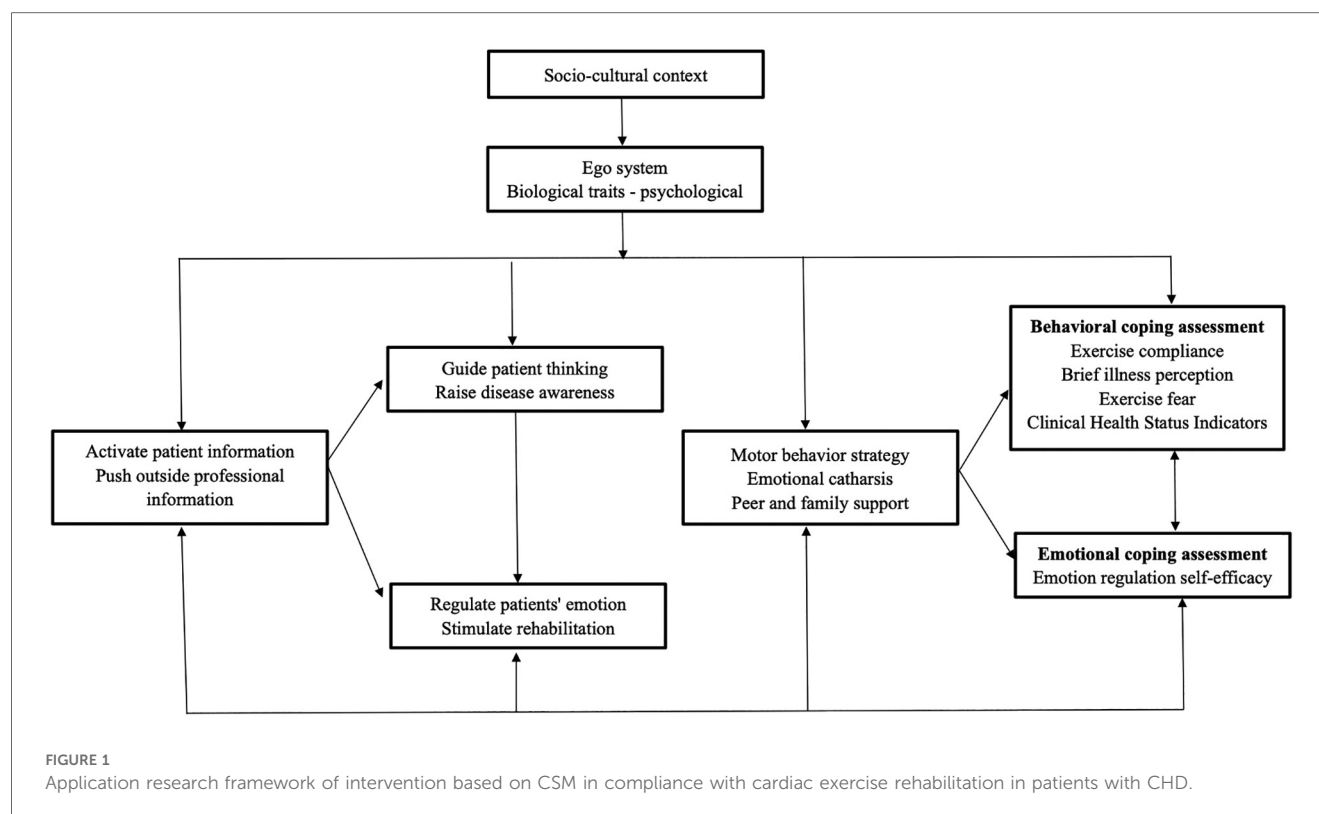 Socio-cultural context
Ego system
Biological traits - psychological
Guide patient thinking
Raise disease awareness
Activate patient information
Push outside professional
information
Regulate patients' emotion
Stimulate rehabilitation
Motor behavior strategy
Emotional catharsis
Peer and family support
Behavioral coping assessment
Exercise compliance
Brief illness perception
Exercise fear
Clinical Health Status Indicators
Emotional coping assessment
Emotion regulation self-efficacy
FIGURE 1
Application research framework of intervention based on CSM in compliance with cardiac exercise rehabilitation in patients with CHD.